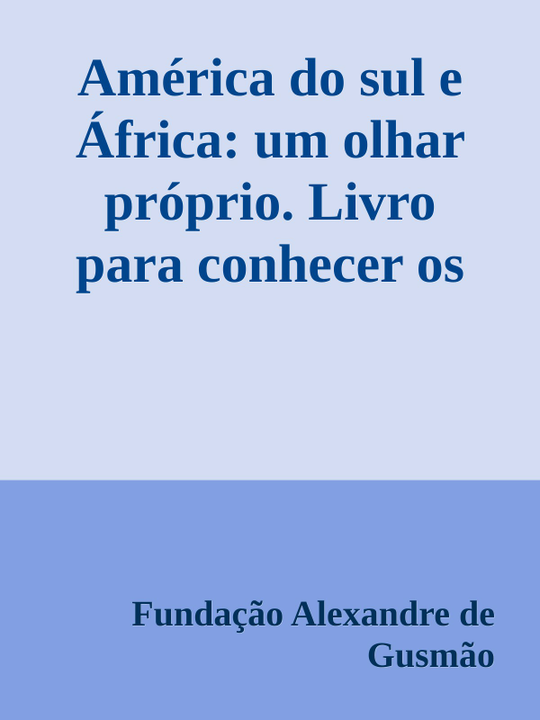 América do sul e
África: um olhar
próprio. Livro
para conhecer os
Fundação Alexandre de
Gusmão